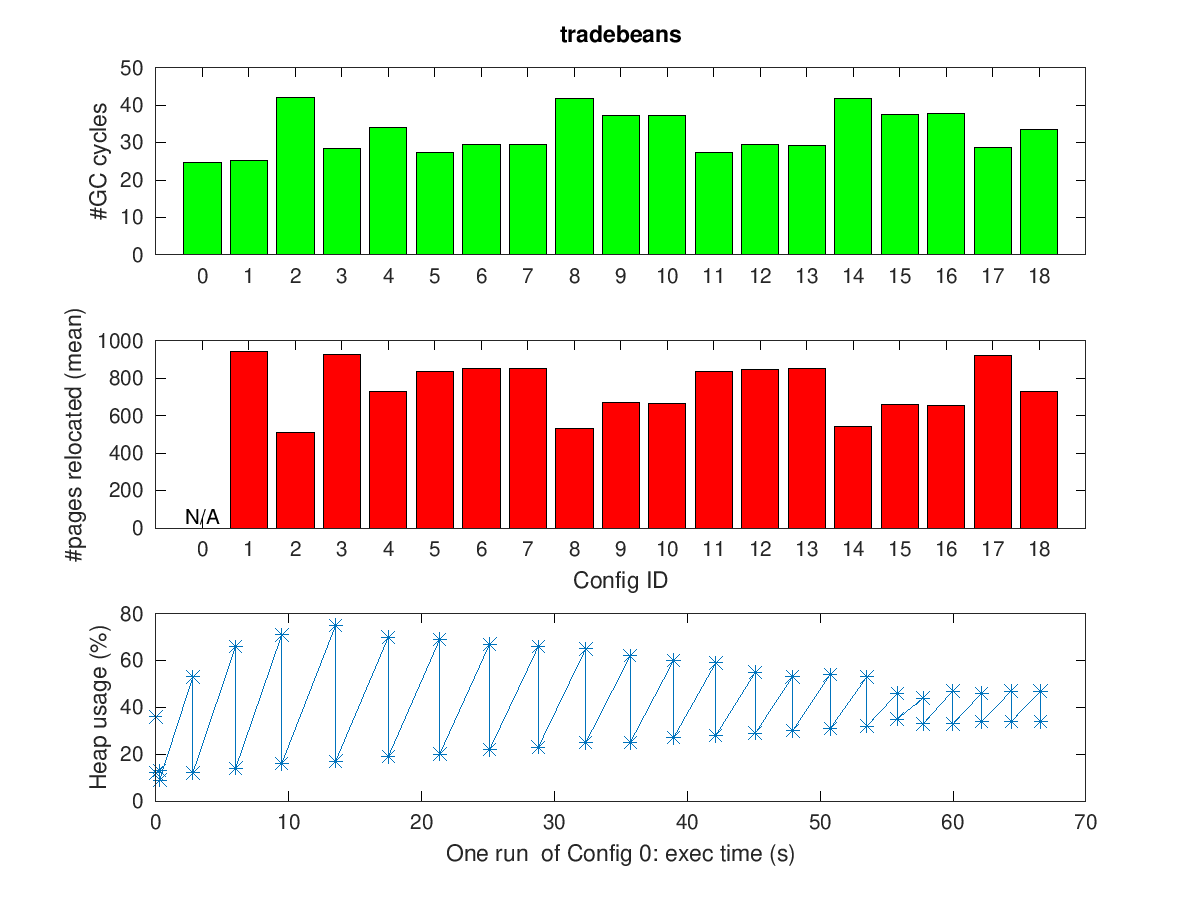 tradebeans
50
40
30
20
10
0
#GC cycles
0 1 2 3 4 5 6 7 8 9 10 11 12 13 14 15 16 17 18
1000
800
600
400
200
0
#pages relocated (mean)
N/A
0 1 2 3 4 5 6 7 8 9 10 11 12 13 14 15 16 17 18
Config ID
80
60
40
20
0
Heap usage (%)
0 10 20 30 40 50 60 70
One run of Config 0: exec time (s)